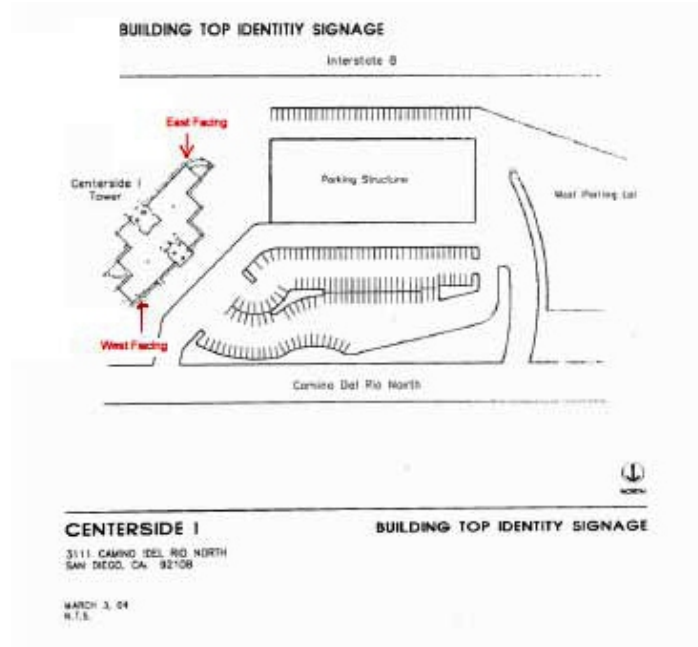 BUILDING TOP IDENTITIY SIGNAGE
Interstate 8
East Facing
Centerside I
Tower
Parking Structure
West Parking Lot
West Facing
Camino Del Rio North
NORTH
CENTERSIDE I
BUILDING TOP IDENTITY SIGNAGE
3111 CAMINO DEL RIO NORTH
SAN DIEGO, CA. 92108
MARCH 3, 04
N.T.S.